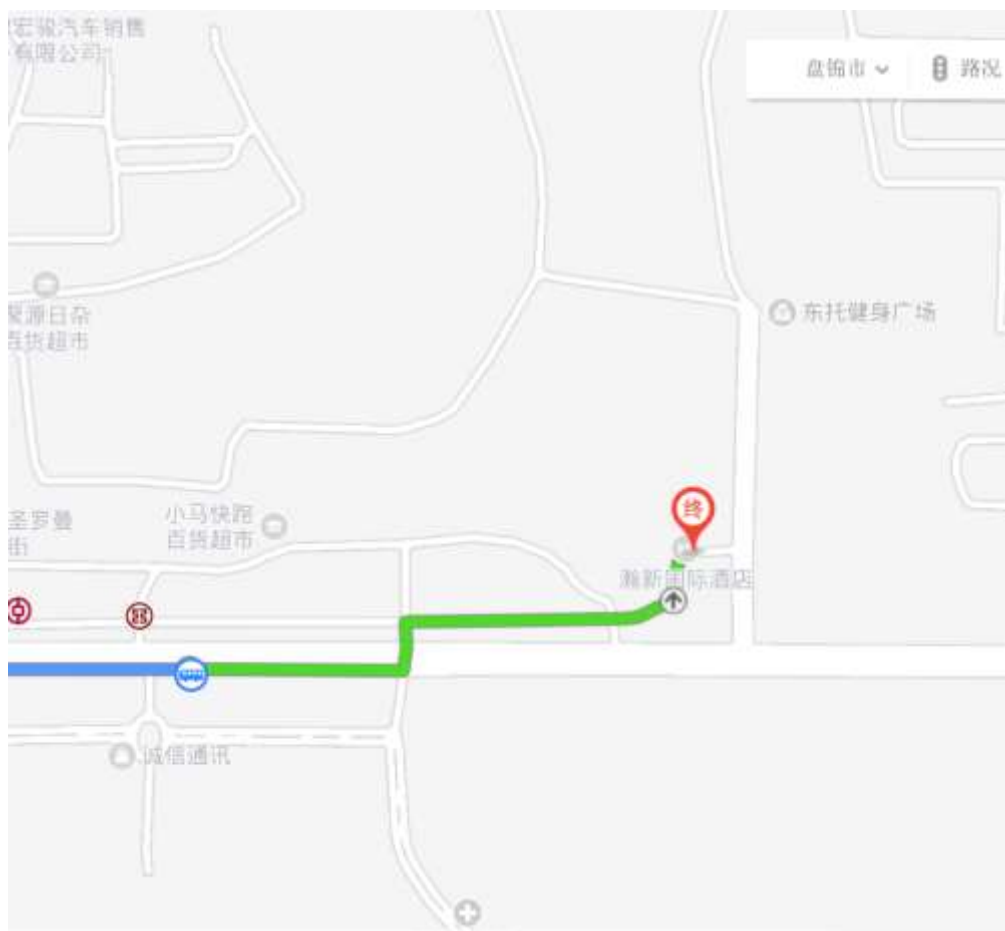 宏骏汽车销售
有限公司
盘锦市
路况
东托健身广场
聚源日杂
百货超市
圣罗曼
街
小马快跑
百货超市
终
瀚新国际酒店
诚信通讯